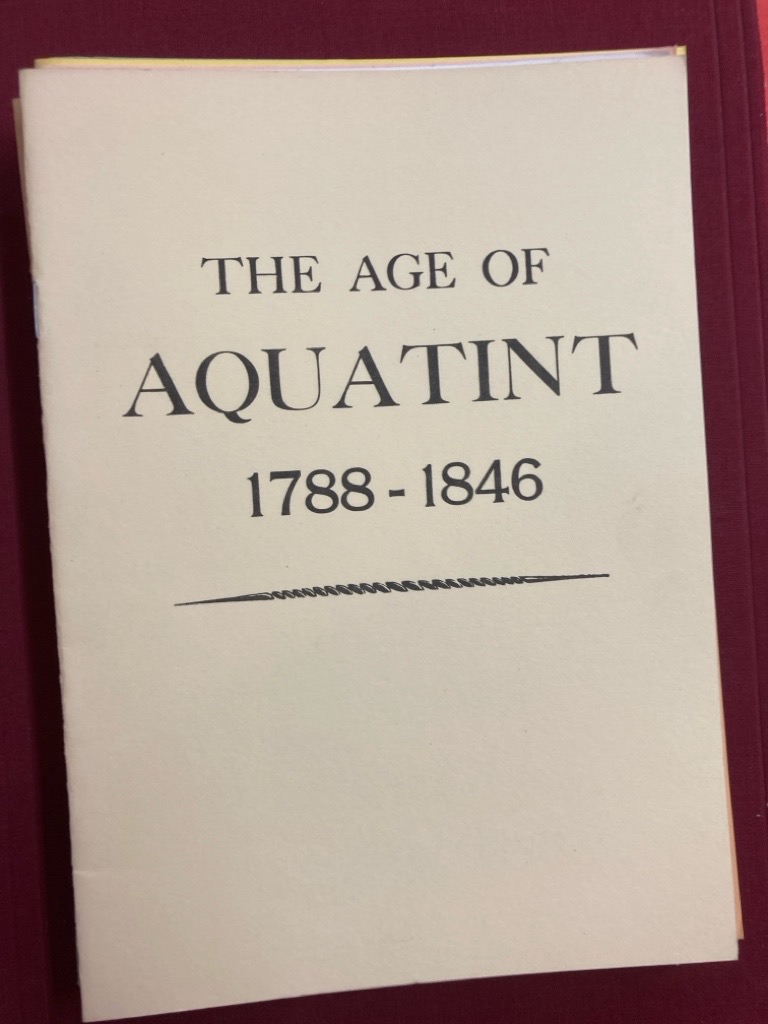 THE AGE OF
AQUATINT
1788 - 1846